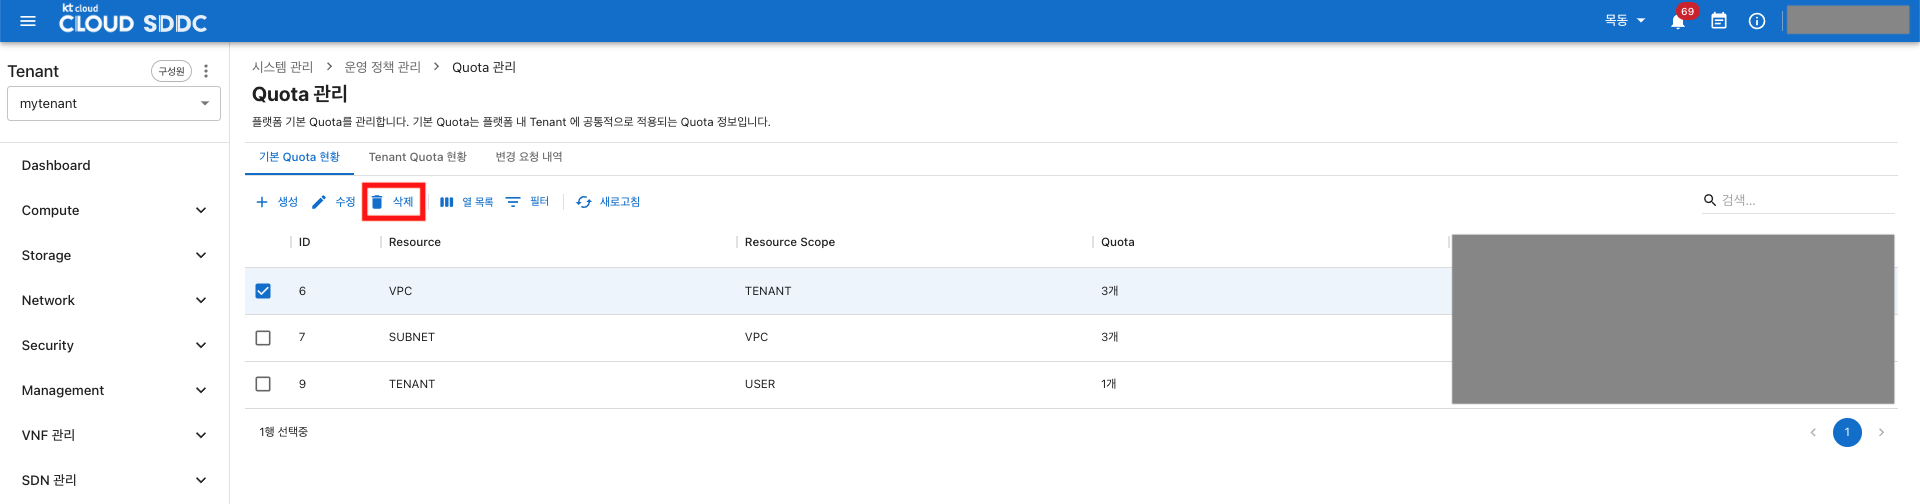 kt cloud
CLOUD SDDC
목동
69
Tenant
구성원
mytenant
Dashboard
Compute
Storage
Network
Security
Management
VNF 관리
SDN 관리
시스템 관리 > 운영 정책 관리 > Quota 관리
Quota 관리
플랫폼 기본 Quota를 관리합니다. 기본 Quota는 플랫폼 내 Tenant 에 공통적으로 적용되는 Quota 정보입니다.
기본 Quota 현황 Tenant Quota 현황 변경 요청 내역
생성 수정 삭제 열 목록 필터 새로고침 검색...
ID Resource Resource Scope Quota
6 VPC TENANT 3개
7 SUBNET VPC 3개
9 TENANT USER 1개
1행 선택중
1